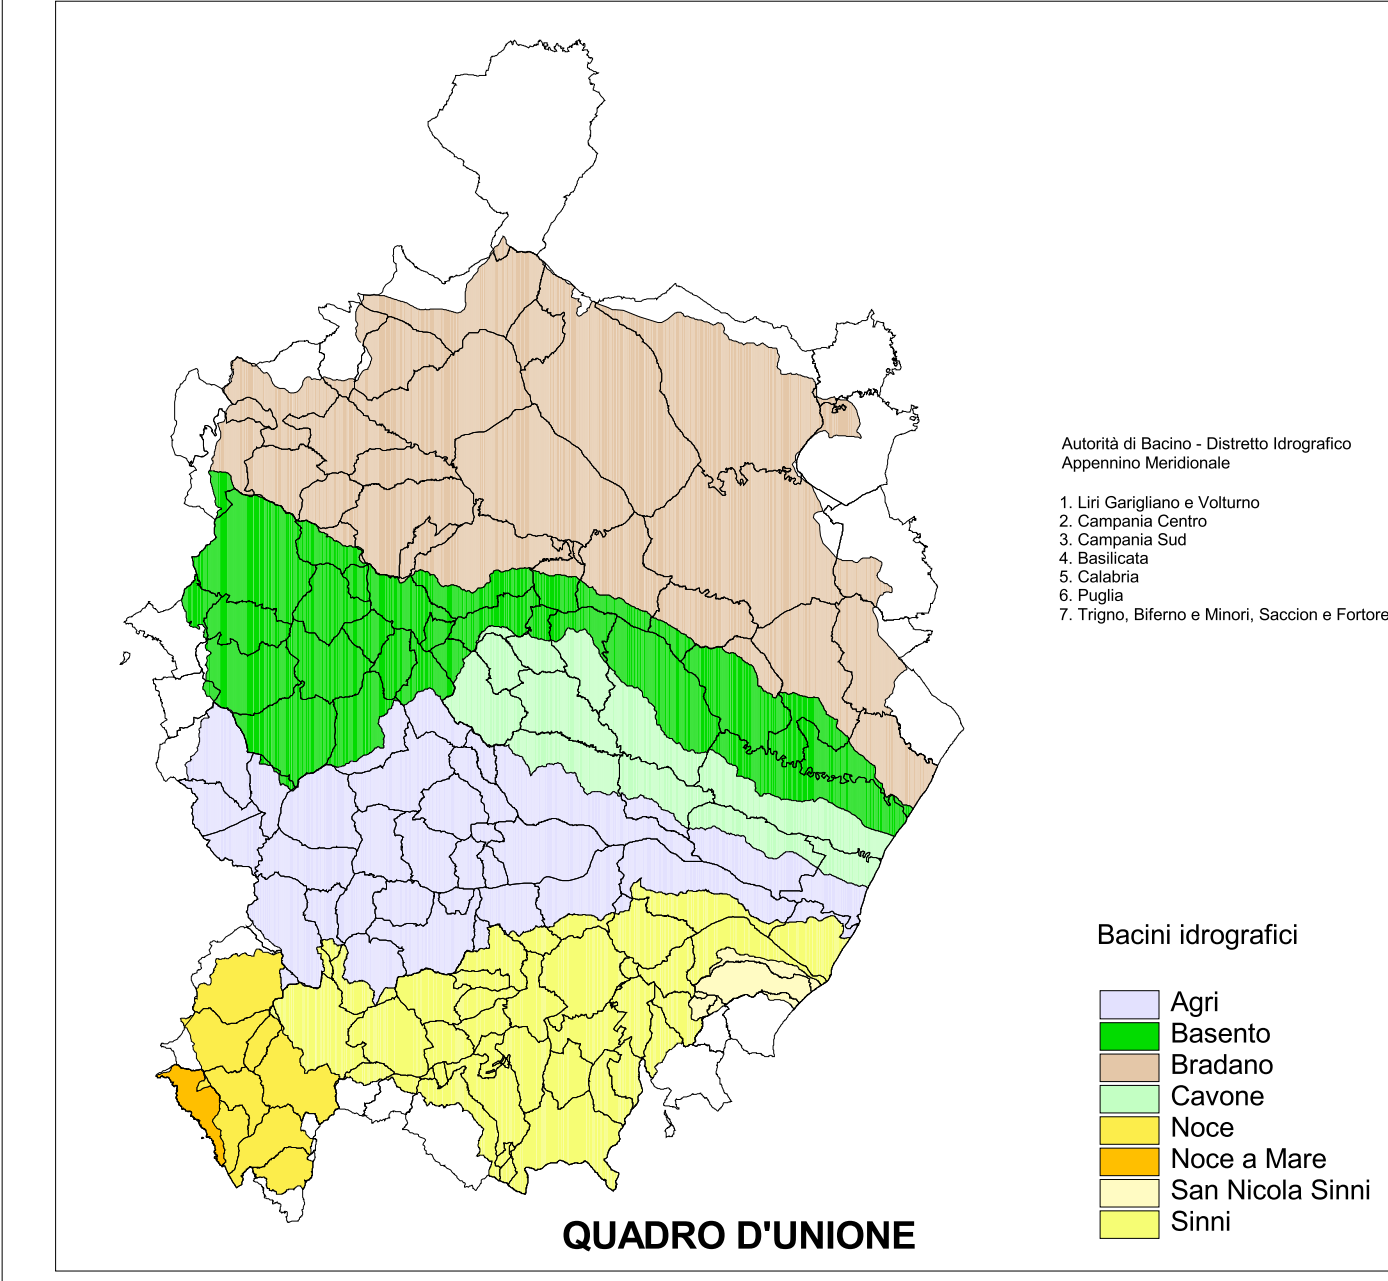 Autorità di Bacino - Distretto Idrografico
Appennino Meridionale
1. Liri Garigliano e Volturno
2. Campania Centro
3. Campania Sud
4. Basilicata
5. Calabria
6. Puglia
7. Trigno, Biferno e Minori, Saccion e Fortore
Bacini idrografici
Agri
Basento
Bradano
Cavone
Noce
Noce a Mare
San Nicola Sinni
Sinni
QUADRO D'UNIONE